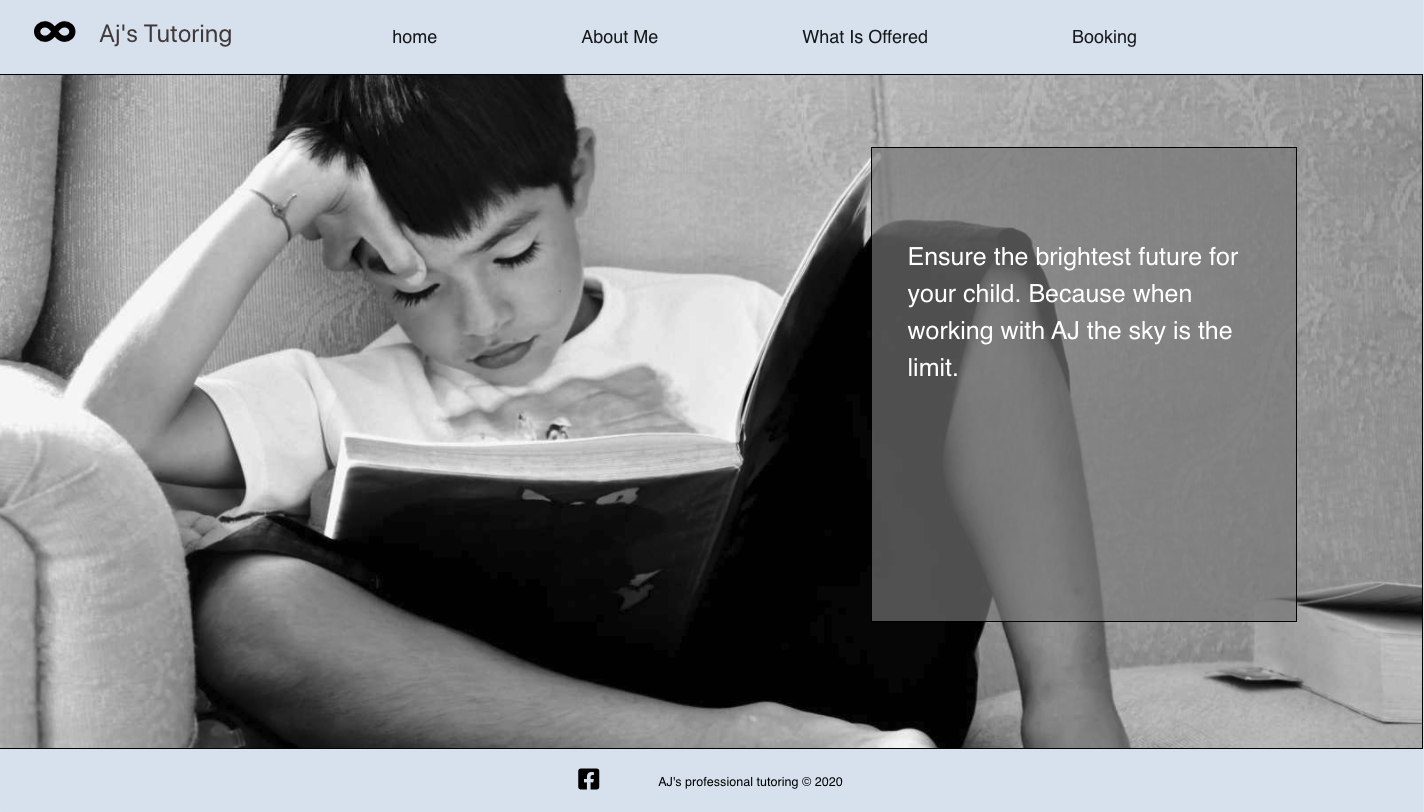 Aj's Tutoring
home
About Me
What Is Offered
Booking
Ensure the brightest future for
your child. Because when
working with AJ the sky is the
limit.
AJ's professional tutoring © 2020